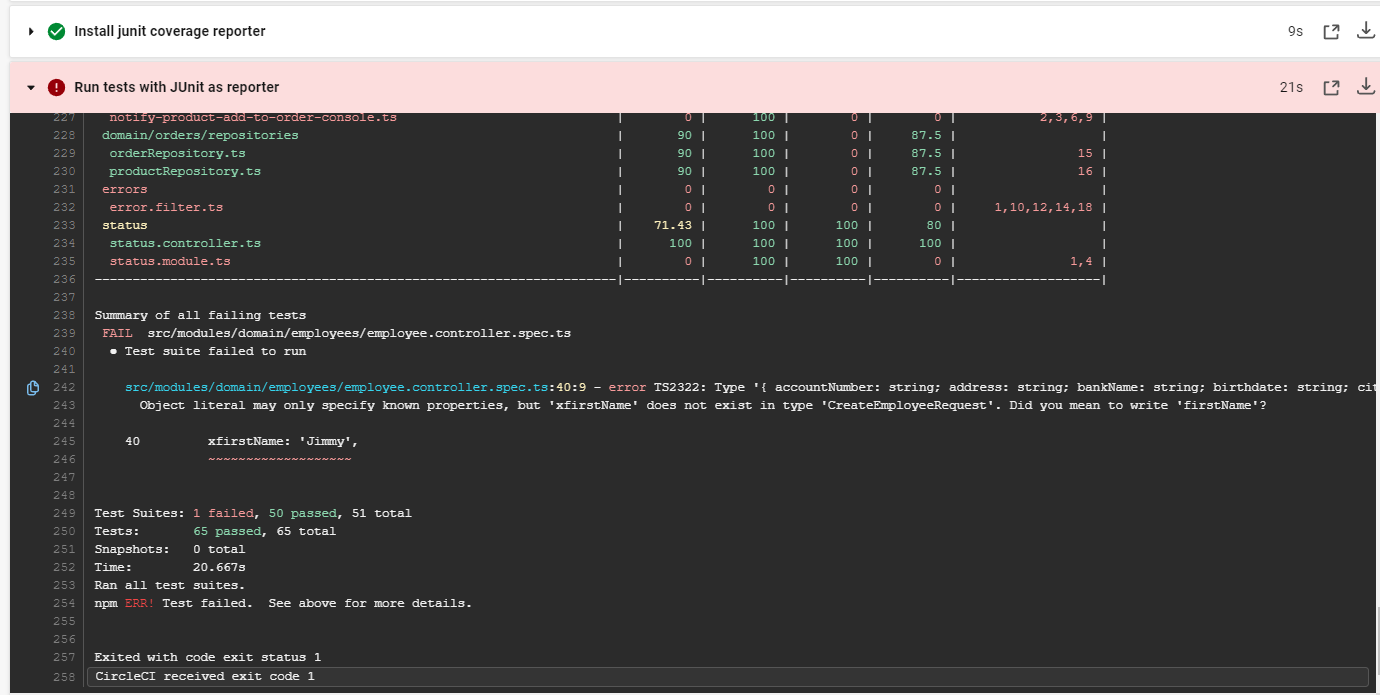 Install junit coverage reporter 9s
Run tests with JUnit as reporter 21s
227 notify-product-add-to-order-console.ts | 0 | 100 | 0 | 0 | 2,3,6,9 |
228 domain/orders/repositories | 90 | 100 | 0 | 87.5 | |
229 orderRepository.ts | 90 | 100 | 0 | 87.5 | 15 |
230 productRepository.ts | 90 | 100 | 0 | 87.5 | 16 |
231 errors | 0 | 0 | 0 | 0 | |
232 error.filter.ts | 0 | 0 | 0 | 0 | 1,10,12,14,18 |
233 status | 71.43 | 100 | 100 | 80 | |
234 status.controller.ts | 100 | 100 | 100 | 100 | |
235 status.module.ts | 0 | 100 | 100 | 0 | 1,4 |
236 ---------------------------------------------------------------------|----------|----------|----------|----------|-------------------|
237
238 Summary of all failing tests
239 FAIL src/modules/domain/employees/employee.controller.spec.ts
240 ● Test suite failed to run
241
242 src/modules/domain/employees/employee.controller.spec.ts:40:9 - error TS2322: Type '{ accountNumber: string; address: string; bankName: string; birthdate: string; cit
243 Object literal may only specify known properties, but 'xfirstName' does not exist in type 'CreateEmployeeRequest'. Did you mean to write 'firstName'?
244
245 40 xfirstName: 'Jimmy',
246 ~~~~~~~~~~~~~~~~~~~
247
248
249 Test Suites: 1 failed, 50 passed, 51 total
250 Tests: 65 passed, 65 total
251 Snapshots: 0 total
252 Time: 20.667s
253 Ran all test suites.
254 npm ERR! Test failed. See above for more details.
255
256
257 Exited with code exit status 1
258 CircleCI received exit code 1